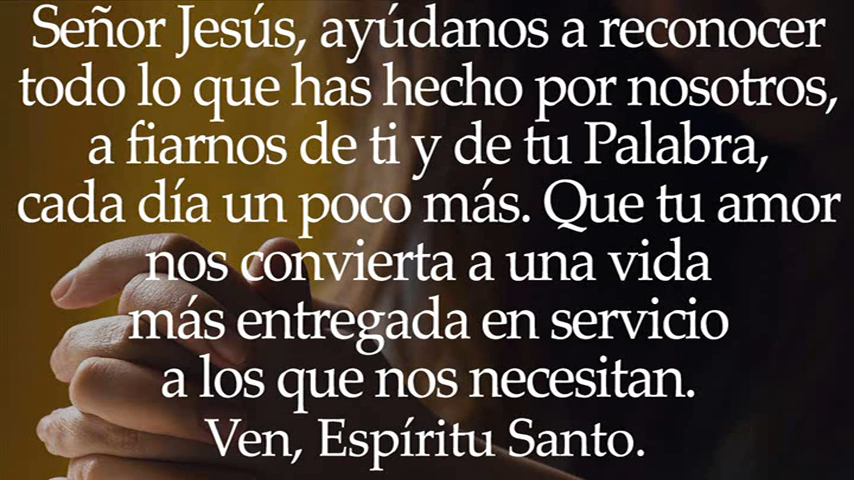 Señor Jesús, ayúdanos a reconocer
todo lo que has hecho por nosotros,
a fiarnos de ti y de tu Palabra,
cada día un poco más. Que tu amor
nos convierta a una vida
más entregada en servicio
a los que nos necesitan.
Ven, Espíritu Santo.